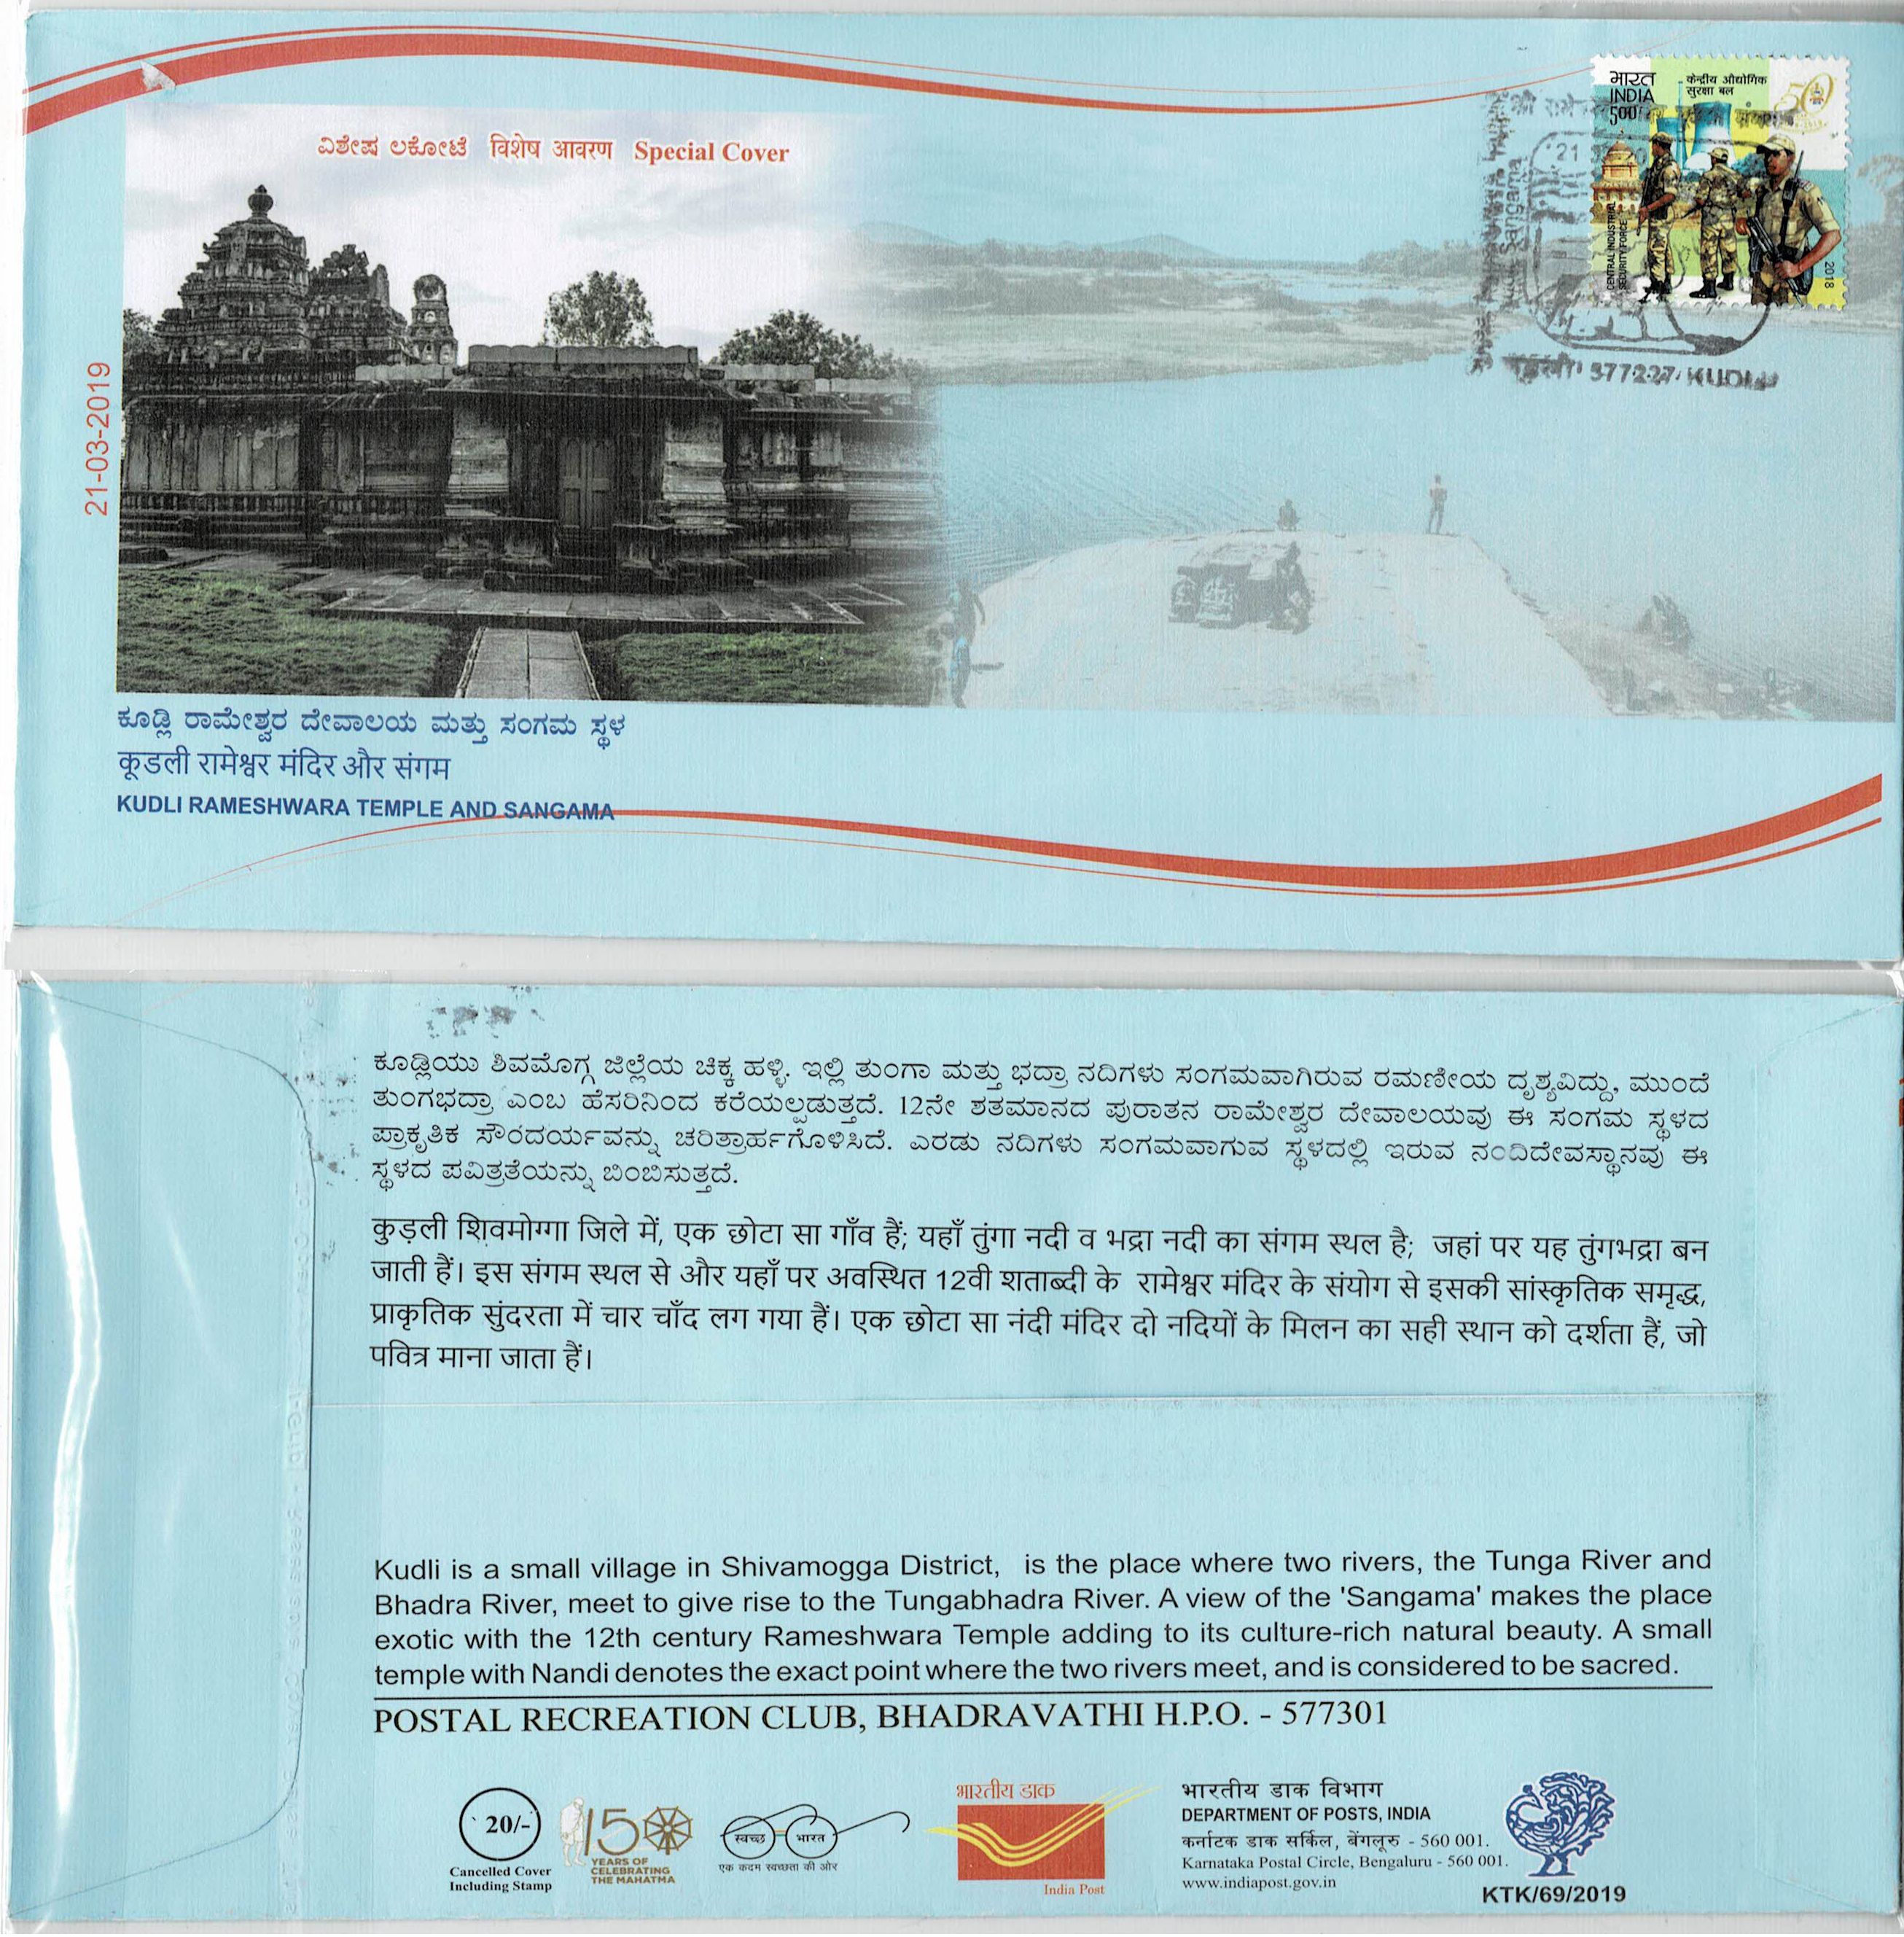 ವಿಶೇಷ ಲಕೋಟೆ विशेष आवरण Special Cover
भारत
INDIA
500
केन्द्रीय औद्योगिक
सुरक्षा बल
50
CENTRAL INDUSTRIAL
SECURITY FORCE
2018
21
Sangama
577227 KUDLI
21-03-2019
ಕೂಡ್ಲಿ ರಾಮೇಶ್ವರ ದೇವಾಲಯ ಮತ್ತು ಸಂಗಮ ಸ್ಥಳ
कूडली रामेश्वर मंदिर और संगम
KUDLI RAMESHWARA TEMPLE AND SANGAMA
ಕೂಡ್ಲಿಯು ಶಿವಮೊಗ್ಗ ಜಿಲ್ಲೆಯ ಚಿಕ್ಕ ಹಳ್ಳಿ. ಇಲ್ಲಿ ತುಂಗಾ ಮತ್ತು ಭದ್ರಾ ನದಿಗಳು ಸಂಗಮವಾಗಿರುವ ರಮಣೀಯ ದೃಶ್ಯವಿದ್ದು, ಮುಂದೆ
ತುಂಗಭದ್ರಾ ಎಂಬ ಹೆಸರಿನಿಂದ ಕರೆಯಲ್ಪಡುತ್ತದೆ. 12ನೇ ಶತಮಾನದ ಪುರಾತನ ರಾಮೇಶ್ವರ ದೇವಾಲಯವು ಈ ಸಂಗಮ ಸ್ಥಳದ
ಪ್ರಾಕೃತಿಕ ಸೌಂದರ್ಯವನ್ನು ಚರಿತ್ರಾರ್ಹಗೊಳಿಸಿದೆ. ಎರಡು ನದಿಗಳು ಸಂಗಮವಾಗುವ ಸ್ಥಳದಲ್ಲಿ ಇರುವ ನಂದಿದೇವಸ್ಥಾನವು ಈ
ಸ್ಥಳದ ಪವಿತ್ರತೆಯನ್ನು ಬಿಂಬಿಸುತ್ತದೆ.
कुड़ली शिवमोग्गा जिले में, एक छोटा सा गाँव हैं; यहाँ तुंगा नदी व भद्रा नदी का संगम स्थल है; जहां पर यह तुंगभद्रा बन
जाती हैं। इस संगम स्थल से और यहाँ पर अवस्थित 12वी शताब्दी के रामेश्वर मंदिर के संयोग से इसकी सांस्कृतिक समृद्ध,
प्राकृतिक सुंदरता में चार चाँद लग गया हैं। एक छोटा सा नंदी मंदिर दो नदियों के मिलन का सही स्थान को दर्शता हैं, जो
पवित्र माना जाता हैं।
Kudli is a small village in Shivamogga District, is the place where two rivers, the Tunga River and
Bhadra River, meet to give rise to the Tungabhadra River. A view of the 'Sangama' makes the place
exotic with the 12th century Rameshwara Temple adding to its culture-rich natural beauty. A small
temple with Nandi denotes the exact point where the two rivers meet, and is considered to be sacred.
POSTAL RECREATION CLUB, BHADRAVATHI H.P.O. - 577301
20/-
Cancelled Cover
Including Stamp
150
YEARS OF
CELEBRATING
THE MAHATMA
स्वच्छ भारत
एक कदम स्वच्छता की ओर
भारतीय डाक
India Post
भारतीय डाक विभाग
DEPARTMENT OF POSTS, INDIA
कर्नाटक डाक सर्किल, बेंगलूरु - 560 001.
Karnataka Postal Circle, Bengaluru - 560 001.
www.indiapost.gov.in
KTK/69/2019